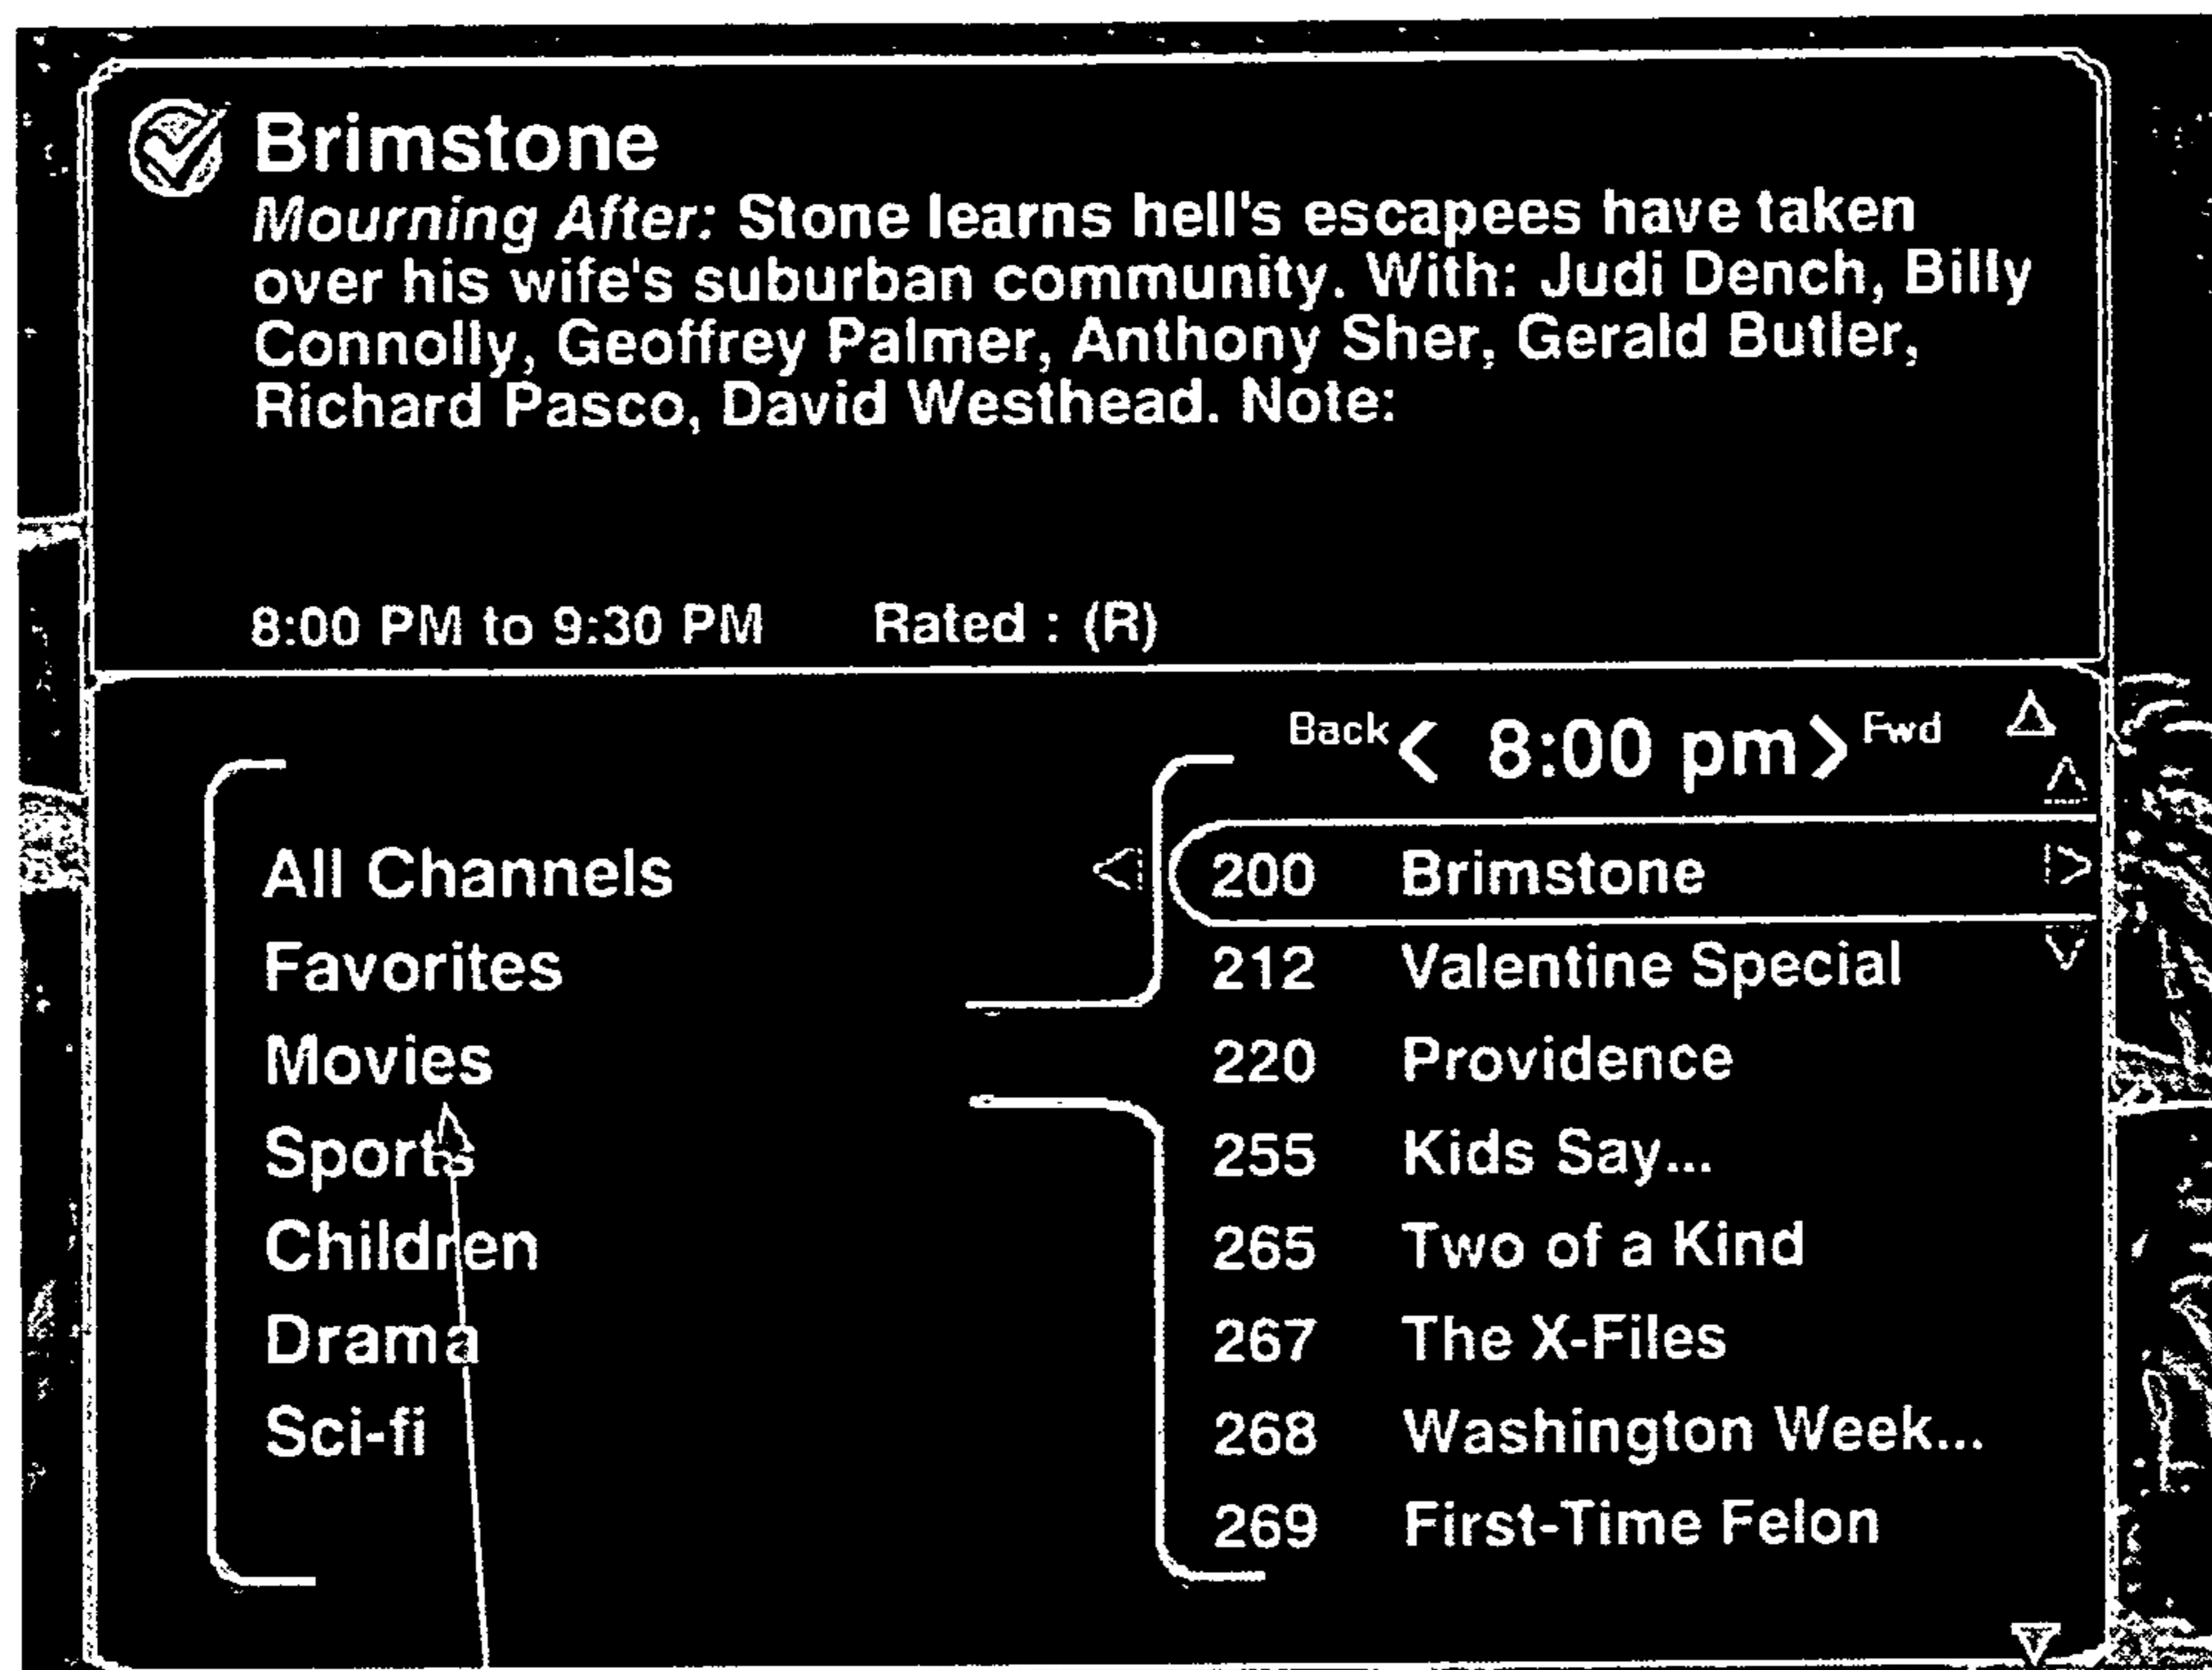 Brimstone
Mourning After: Stone learns hell's escapees have taken
over his wife's suburban community. With: Judi Dench, Billy
Connolly, Geoffrey Palmer, Anthony Sher, Gerald Butler,
Richard Pasco, David Westhead. Note:
8:00 PM to 9:30 PM Rated : (R)
Back < 8:00 pm > Fwd
All Channels
Favorites
Movies
Sports
Children
Drama
Sci-fi
200 Brimstone
212 Valentine Special
220 Providence
255 Kids Say...
265 Two of a Kind
267 The X-Files
268 Washington Week...
269 First-Time Felon